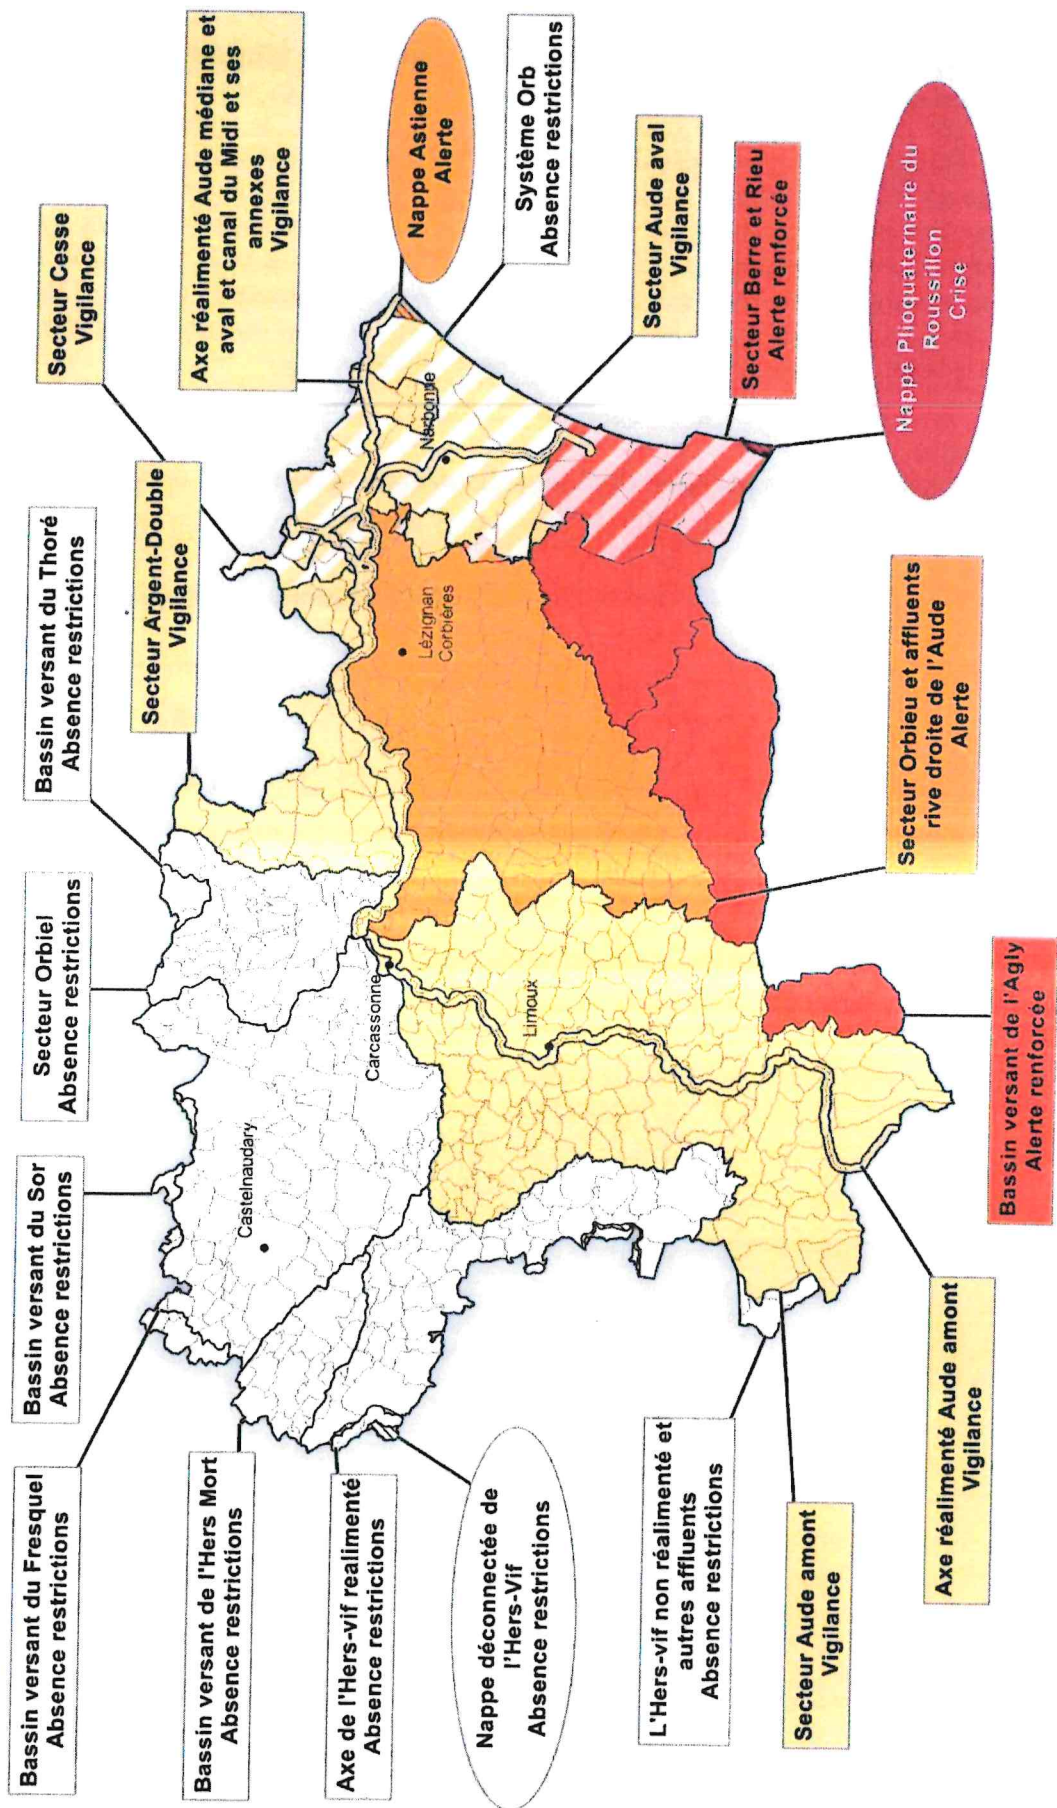 Bassin versant du Fresquel
Absence restrictions
Bassin versant du Sor
Absence restrictions
Secteur Orbiel
Absence restrictions
Bassin versant du Thoré
Absence restrictions
Secteur Argent-Double
Vigilance
Secteur Cesse
Vigilance
Axe réalimenté Aude médiane et
aval et canal du Midi et ses
annexes
Vigilance
Nappe Astienne
Alerte
Système Orb
Absence restrictions
Secteur Aude aval
Vigilance
Secteur Berre et Rieu
Alerte renforcée
Nappe Plioquaternaire du
Roussillon
Crise
Secteur Orbieu et affluents
rive droite de l'Aude
Alerte
Bassin versant de l'Agly
Alerte renforcée
Axe réalimenté Aude amont
Vigilance
Secteur Aude amont
Vigilance
L'Hers-vif non réalimenté et
autres affluents
Absence restrictions
Nappe déconnectée de
l'Hers-Vif
Absence restrictions
Axe de l'Hers-vif realimenté
Absence restrictions
Bassin versant de l'Hers Mort
Absence restrictions
Castelnaudary
Carcassonne
Limoux
Lézignan
Corbières
Narbonne